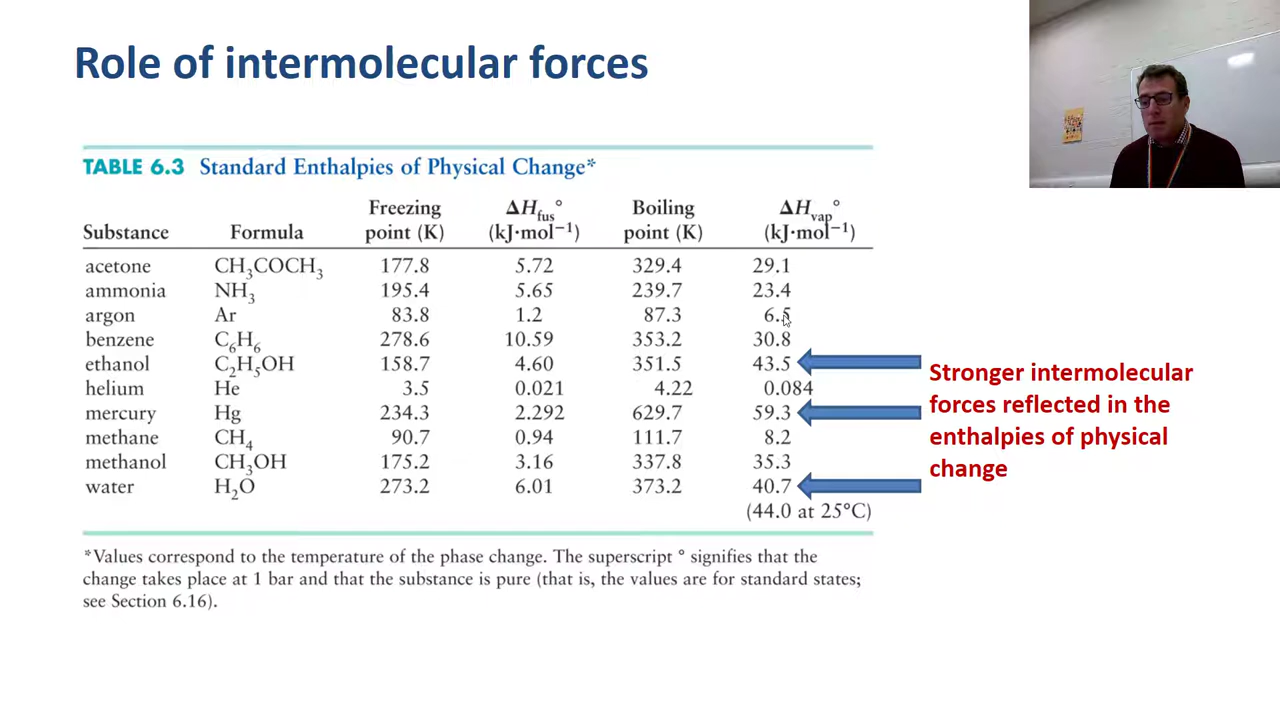 Role of intermolecular forces
TABLE 6.3 Standard Enthalpies of Physical Change*
Substance Formula Freezing point (K) ΔHfus° (kJ·mol⁻¹) Boiling point (K) ΔHvap° (kJ·mol⁻¹)
acetone CH₃COCH₃ 177.8 5.72 329.4 29.1
ammonia NH₃ 195.4 5.65 239.7 23.4
argon Ar 83.8 1.2 87.3 6.5
benzene C₆H₆ 278.6 10.59 353.2 30.8
ethanol C₂H₅OH 158.7 4.60 351.5 43.5
helium He 3.5 0.021 4.22 0.084
mercury Hg 234.3 2.292 629.7 59.3
methane CH₄ 90.7 0.94 111.7 8.2
methanol CH₃OH 175.2 3.16 337.8 35.3
water H₂O 273.2 6.01 373.2 40.7
(44.0 at 25°C)
*Values correspond to the temperature of the phase change. The superscript ° signifies that the
change takes place at 1 bar and that the substance is pure (that is, the values are for standard states;
see Section 6.16).
Stronger intermolecular
forces reflected in the
enthalpies of physical
change